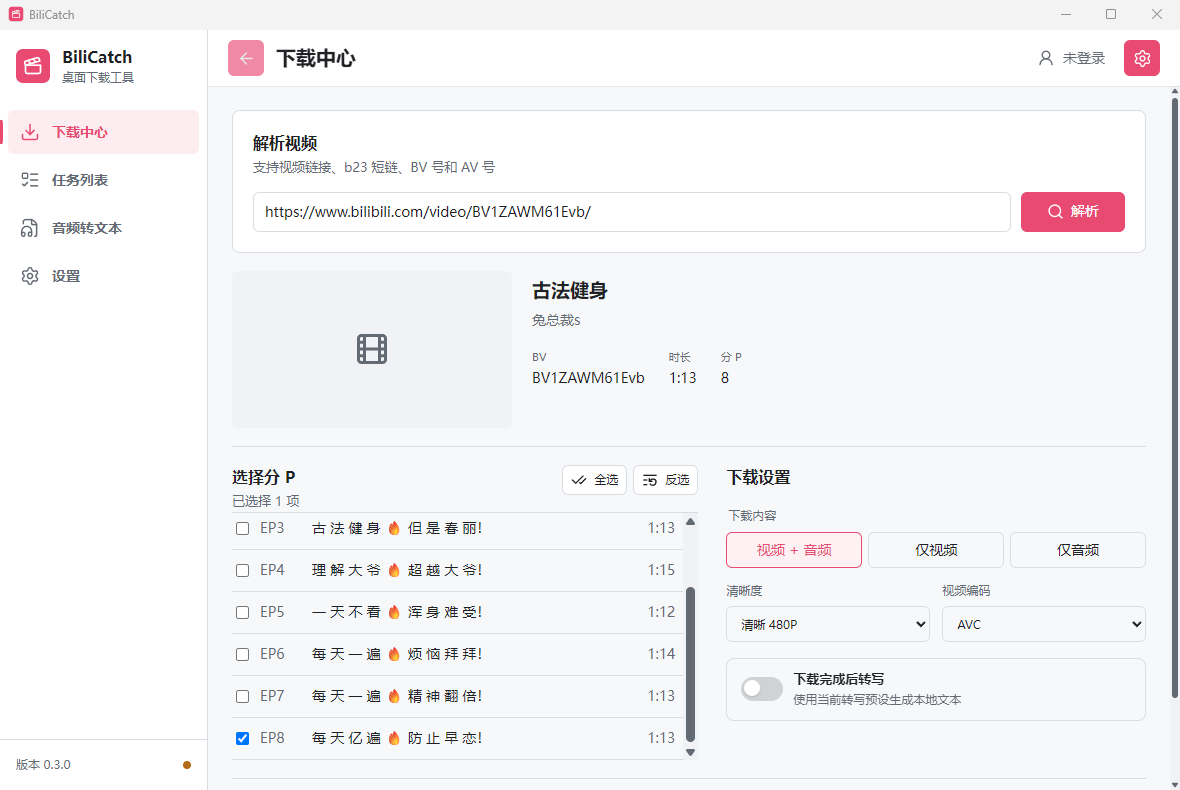 BiliCatch
BiliCatch
桌面下载工具
下载中心
任务列表
音频转文本
设置
版本 0.3.0
下载中心
未登录
解析视频
支持视频链接、b23 短链、BV 号和 AV 号
https://www.bilibili.com/video/BV1ZAWM61Evb/
解析
古法健身
兔总裁s
BV 时长 分 P
BV1ZAWM61Evb 1:13 8
选择分 P
已选择 1 项
全选 反选
EP3 古法健身🔥但是春丽! 1:13
EP4 理解大爷🔥超越大爷! 1:15
EP5 一天不看🔥浑身难受! 1:12
EP6 每天一遍🔥烦恼拜拜! 1:14
EP7 每天一遍🔥精神翻倍! 1:13
EP8 每天亿遍🔥防止早恋! 1:13
下载设置
下载内容
视频 + 音频 仅视频 仅音频
清晰度 视频编码
清晰 480P AVC
下载完成后转写
使用当前转写预设生成本地文本